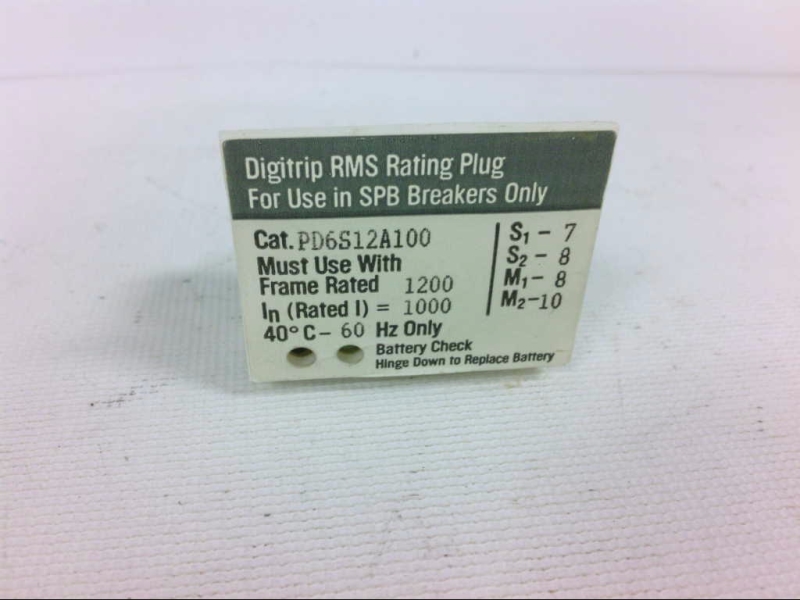 Digitrip RMS Rating Plug
For Use in SPB Breakers Only
Cat. PD6S12A100
Must Use With
Frame Rated 1200
In (Rated I) = 1000
40°C - 60 Hz Only
Battery Check
Hinge Down to Replace Battery
S1 - 7
S2 - 8
M1 - 8
M2 - 10